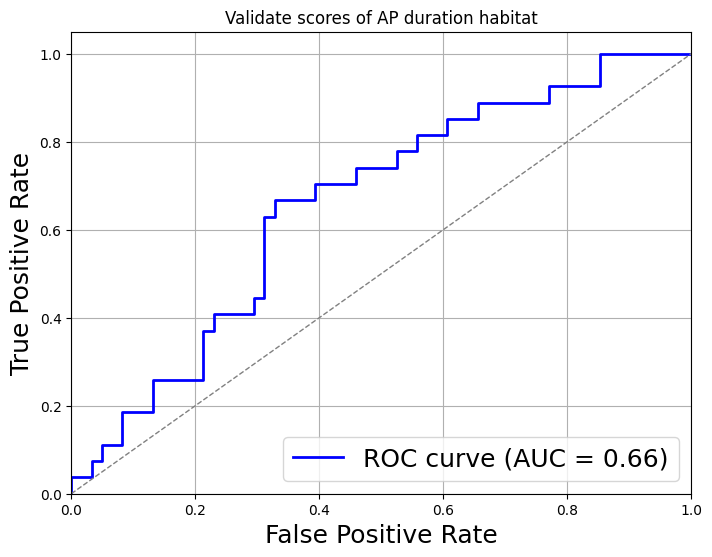 Validate scores of AP duration habitat
True Positive Rate
1.0
0.8
0.6
0.4
0.2
0.0
ROC curve (AUC = 0.66)
0.0 0.2 0.4 0.6 0.8 1.0
False Positive Rate